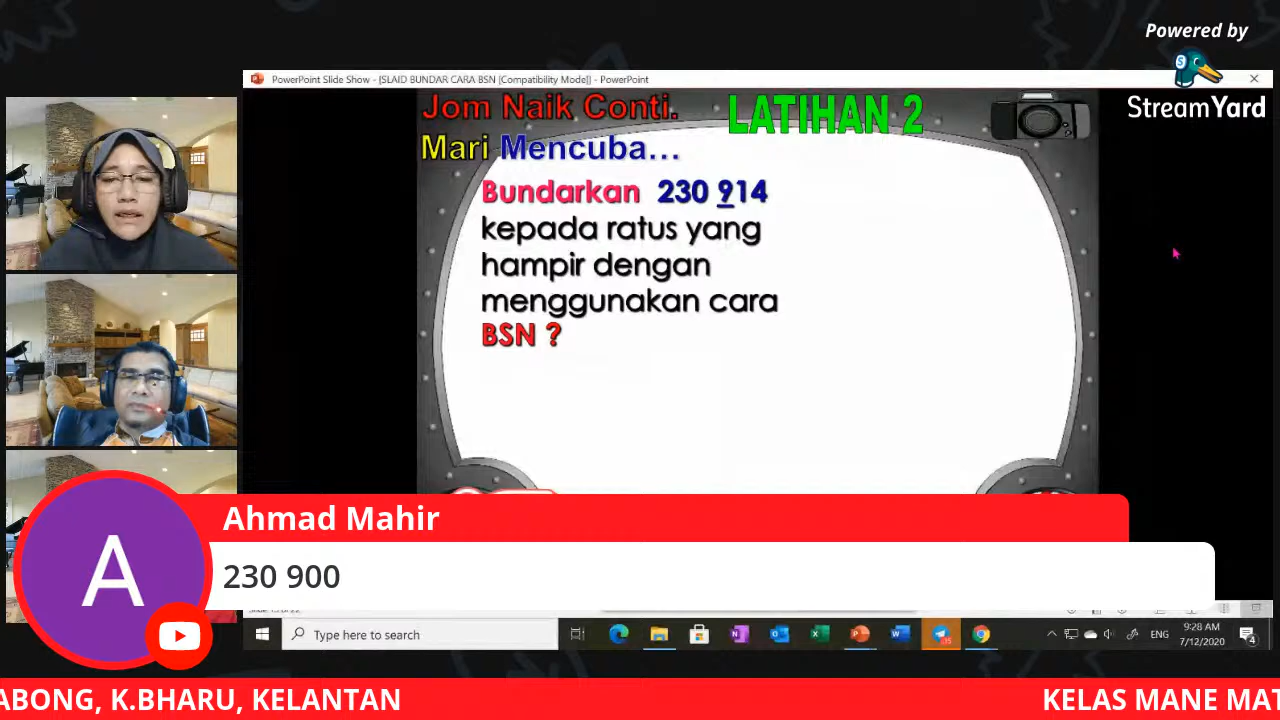 Powered by
StreamYard
PowerPoint Slide Show - [SLAID BUNDAR CARA BSN [Compatibility Mode]] - PowerPoint
Jom Naik Conti.
LATIHAN 2
Mari Mencuba...
Bundarkan 230 914
kepada ratus yang
hampir dengan
menggunakan cara
BSN ?
A
Ahmad Mahir
230 900
Type here to search
ENG
9:28 AM
7/12/2020
4
ABONG, K.BHARU, KELANTAN
KELAS MANE MAT